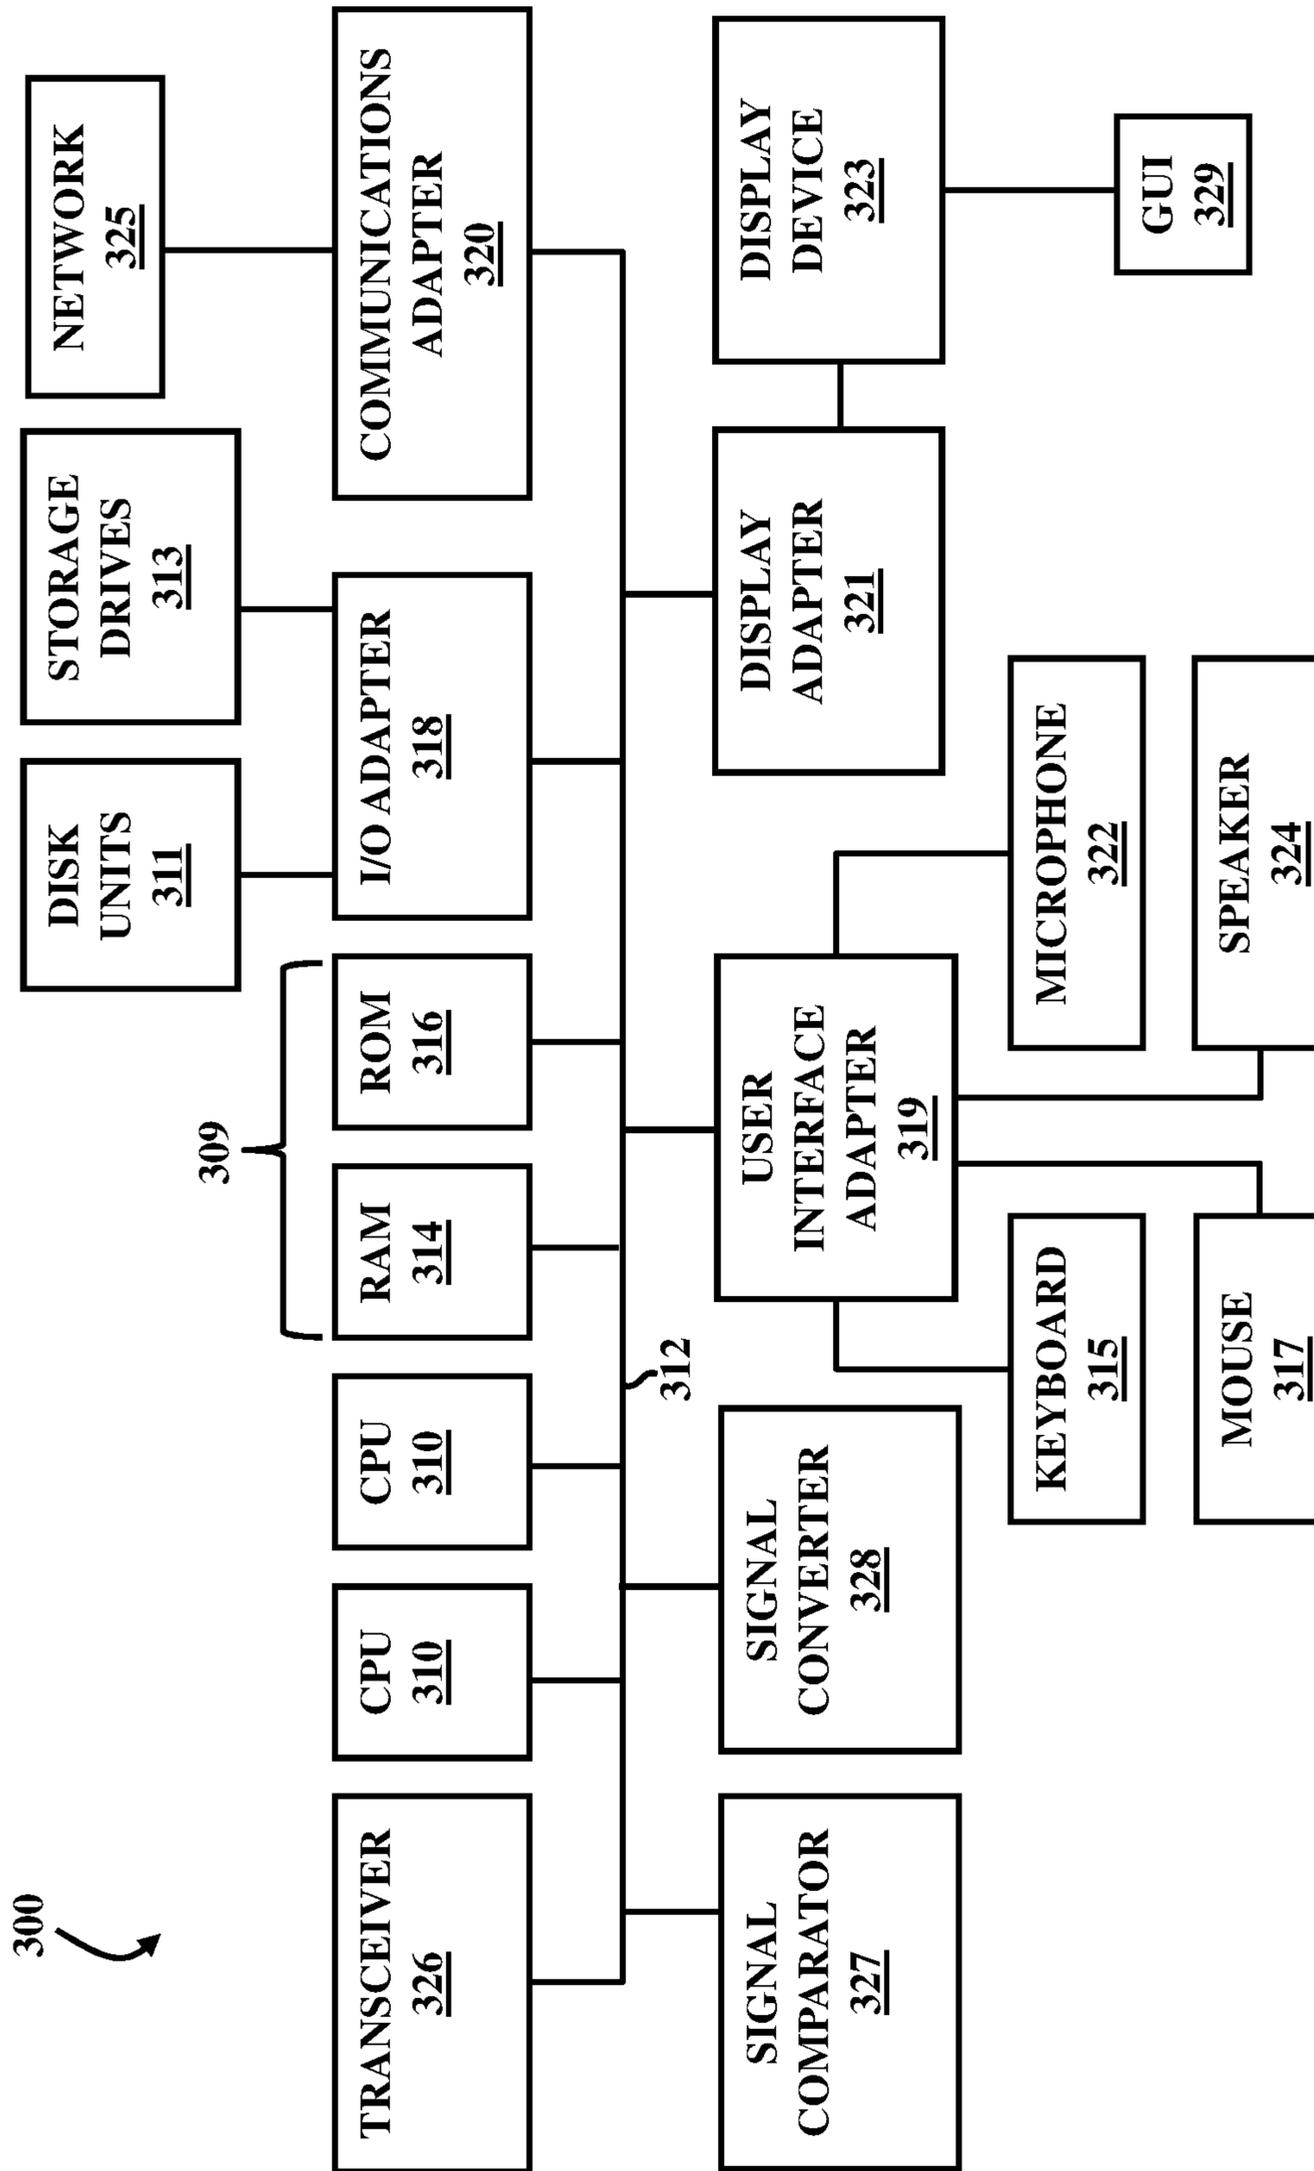 300
DISK
UNITS
311
STORAGE
DRIVES
313
NETWORK
325
309
TRANSCEIVER
326
CPU
310
CPU
310
RAM
314
ROM
316
I/O ADAPTER
318
COMMUNICATIONS
ADAPTER
320
312
SIGNAL
COMPARATOR
327
SIGNAL
CONVERTER
328
USER
INTERFACE
ADAPTER
319
DISPLAY
ADAPTER
321
DISPLAY
DEVICE
323
KEYBOARD
315
MICROPHONE
322
GUI
329
MOUSE
317
SPEAKER
324